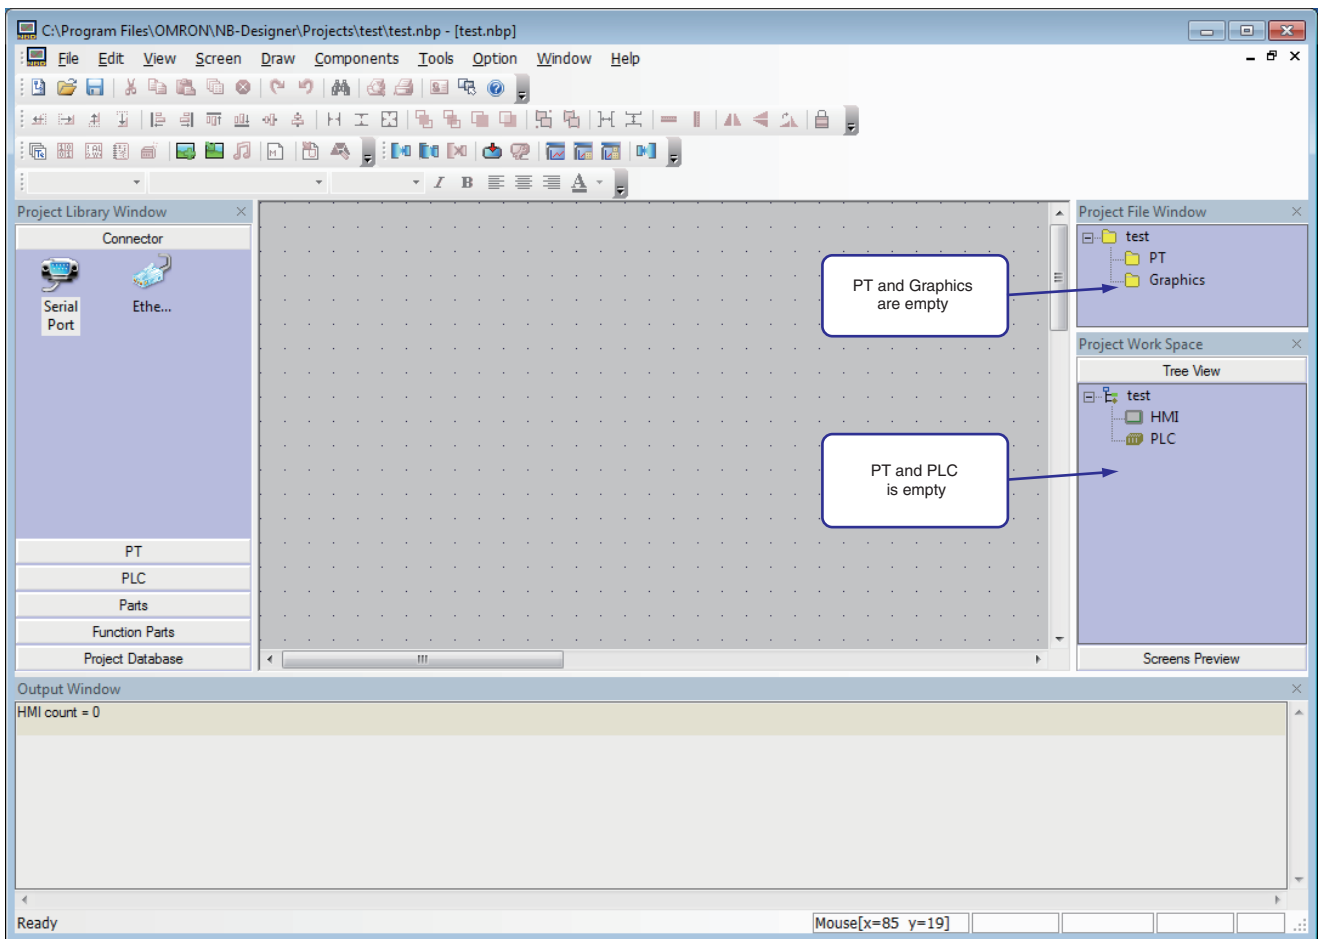 C:\Program Files\OMRON\NB-Designer\Projects\test\test.nbp - [test.nbp]
File Edit View Screen Draw Components Tools Option Window Help
Project Library Window
Connector
Serial Port
Ethe...
PT
PLC
Parts
Function Parts
Project Database
PT and Graphics
are empty
PT and PLC
is empty
Project File Window
test
PT
Graphics
Project Work Space
Tree View
test
HMI
PLC
Screens Preview
Output Window
HMI count = 0
Ready
Mouse[x=85 y=19]